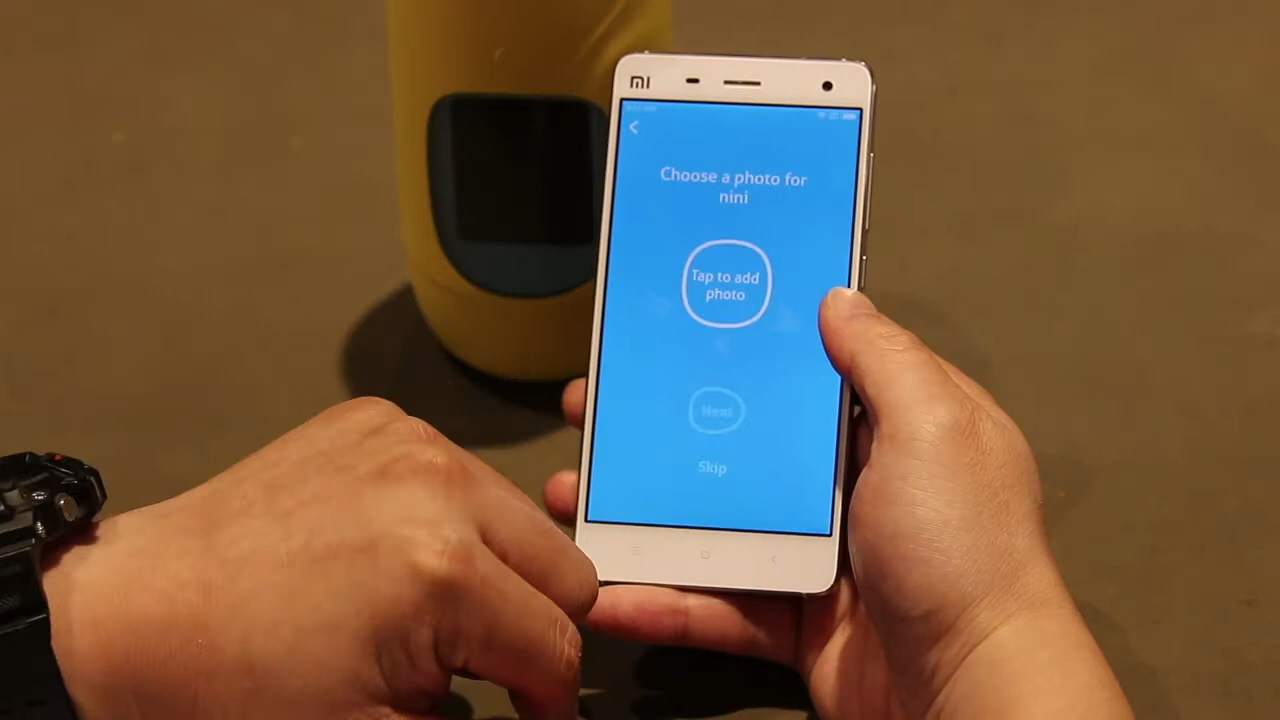 mi
Choose a photo for
nini
Tap to add
photo
Next
Skip